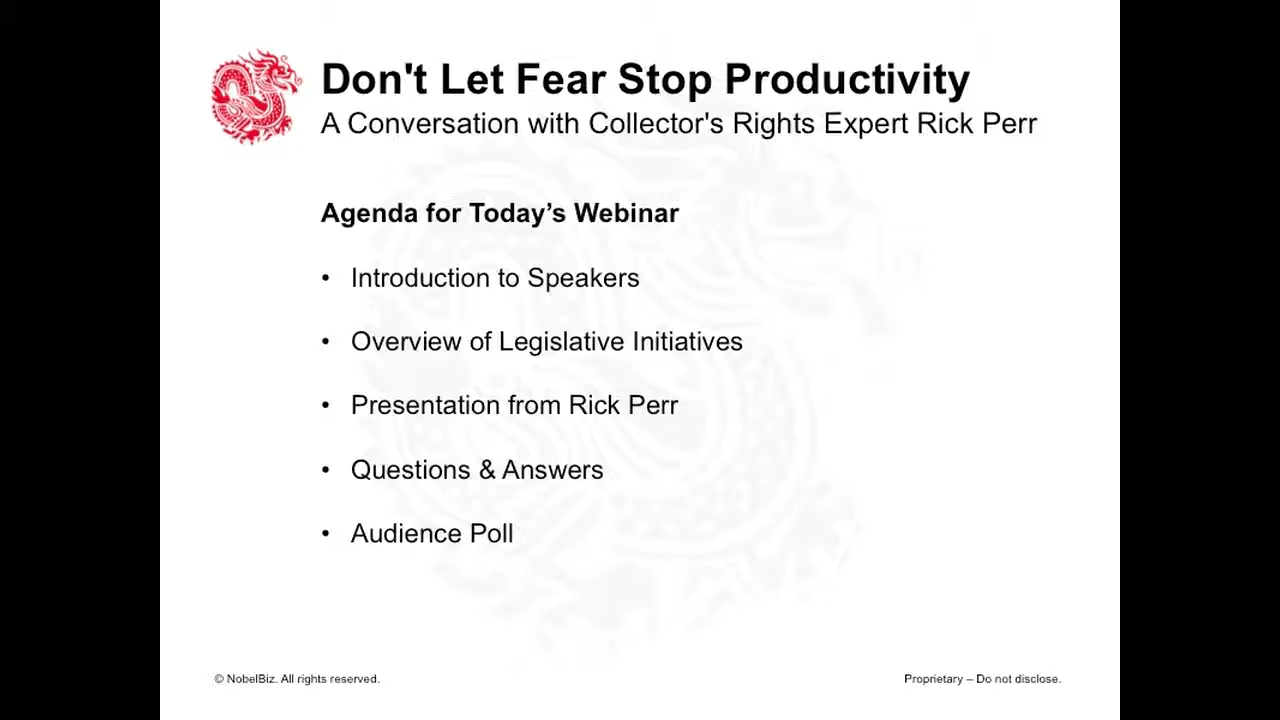 Don't Let Fear Stop Productivity
A Conversation with Collector's Rights Expert Rick Perr
Agenda for Today’s Webinar
• Introduction to Speakers
• Overview of Legislative Initiatives
• Presentation from Rick Perr
• Questions & Answers
• Audience Poll
© NobelBiz. All rights reserved.
Proprietary – Do not disclose.